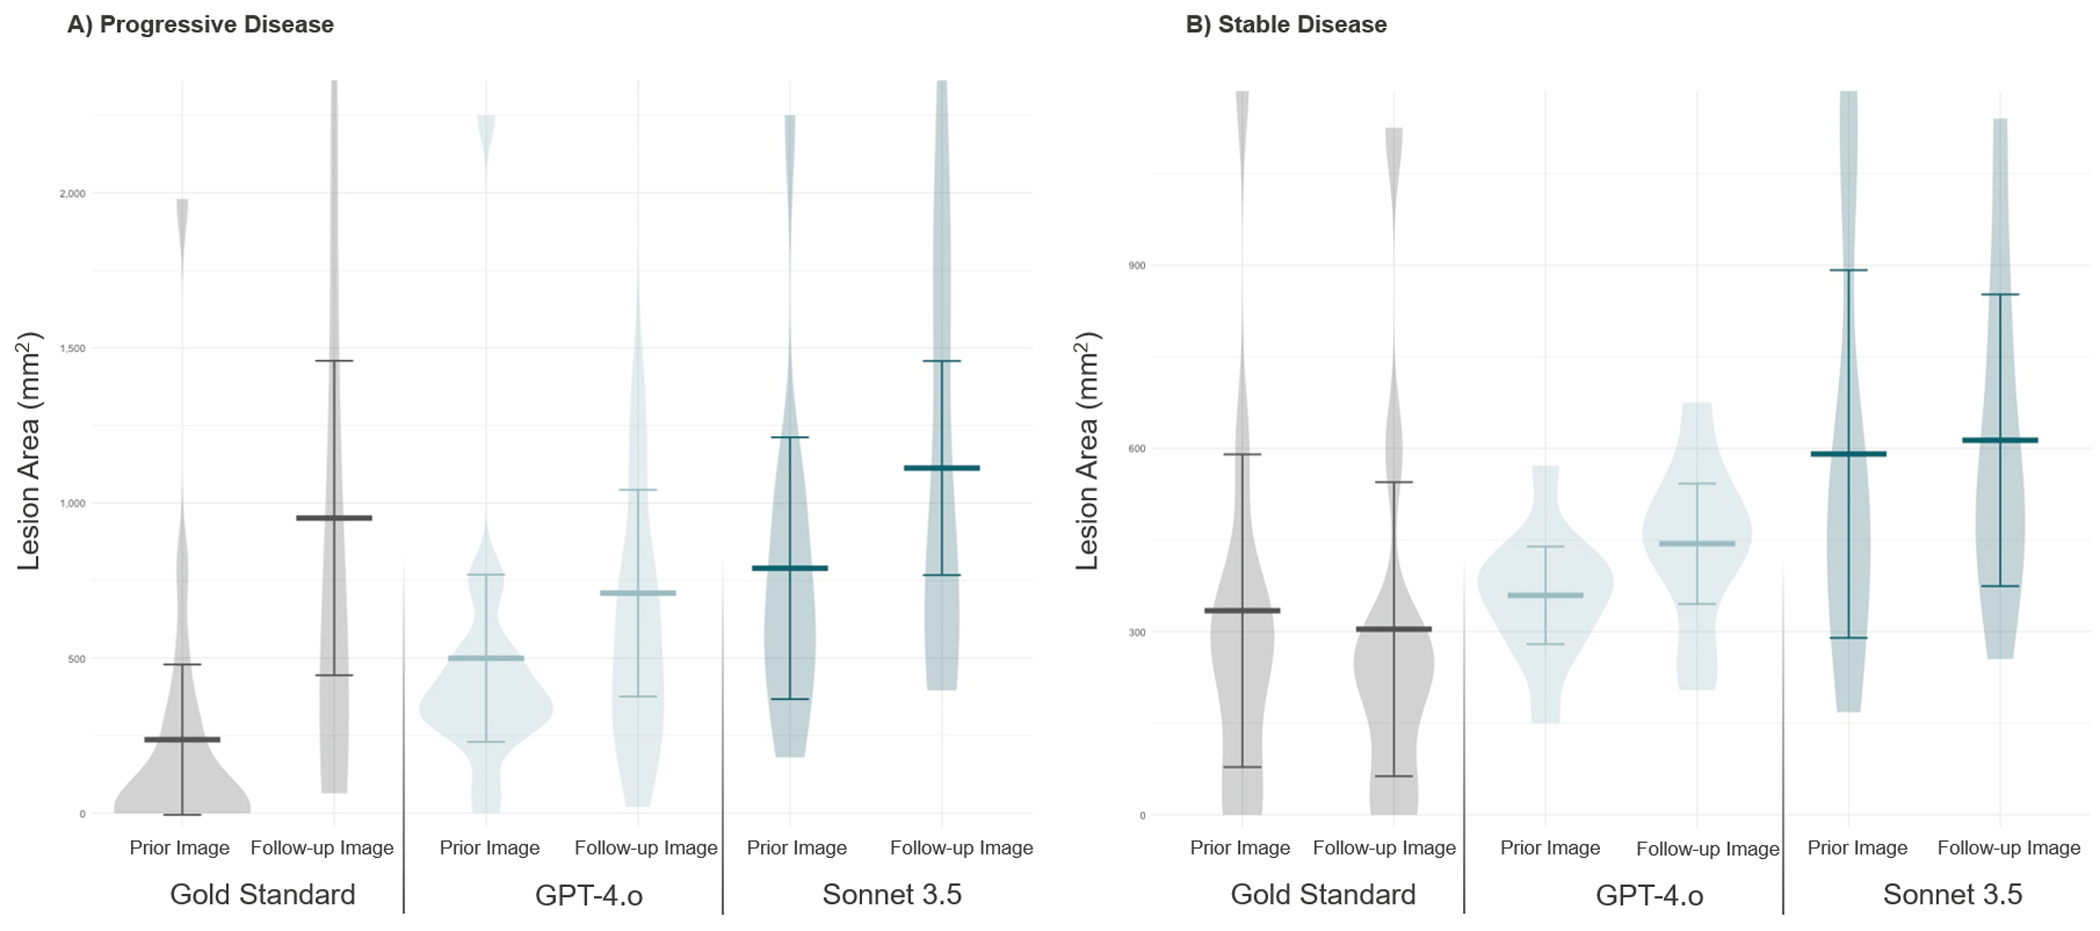 A) Progressive Disease
Lesion Area (mm²)
2,000
1,500
1,000
500
0
Prior Image Follow-up Image Prior Image Follow-up Image Prior Image Follow-up Image
Gold Standard GPT-4.o Sonnet 3.5
B) Stable Disease
Lesion Area (mm²)
900
600
300
0
Prior Image Follow-up Image Prior Image Follow-up Image Prior Image Follow-up Image
Gold Standard GPT-4.o Sonnet 3.5